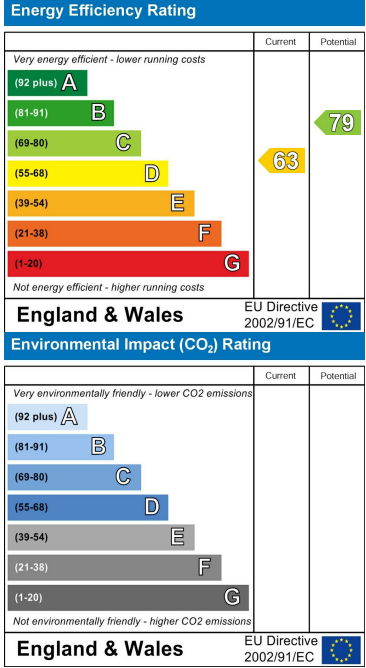 Energy Efficiency Rating
Current Potential
Very energy efficient - lower running costs
(92 plus) A
(81-91) B
79
(69-80) C
63
(55-68) D
(39-54) E
(21-38) F
(1-20) G
Not energy efficient - higher running costs
England & Wales
EU Directive
2002/91/EC
Environmental Impact (CO₂) Rating
Current Potential
Very environmentally friendly - lower CO2 emissions
(92 plus) A
(81-91) B
(69-80) C
(55-68) D
(39-54) E
(21-38) F
(1-20) G
Not environmentally friendly - higher CO2 emissions
England & Wales
EU Directive
2002/91/EC